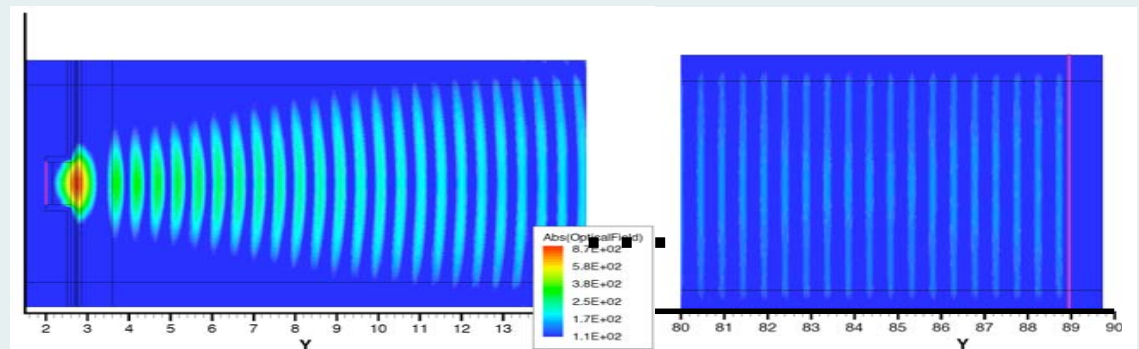 Abs(OpticalField)
8.7E+02
5.8E+02
3.8E+02
2.5E+02
1.7E+02
1.1E+02
2 3 4 5 6 7 8 9 10 11 12 13
Y
80 81 82 83 84 85 86 87 88 89 90
Y